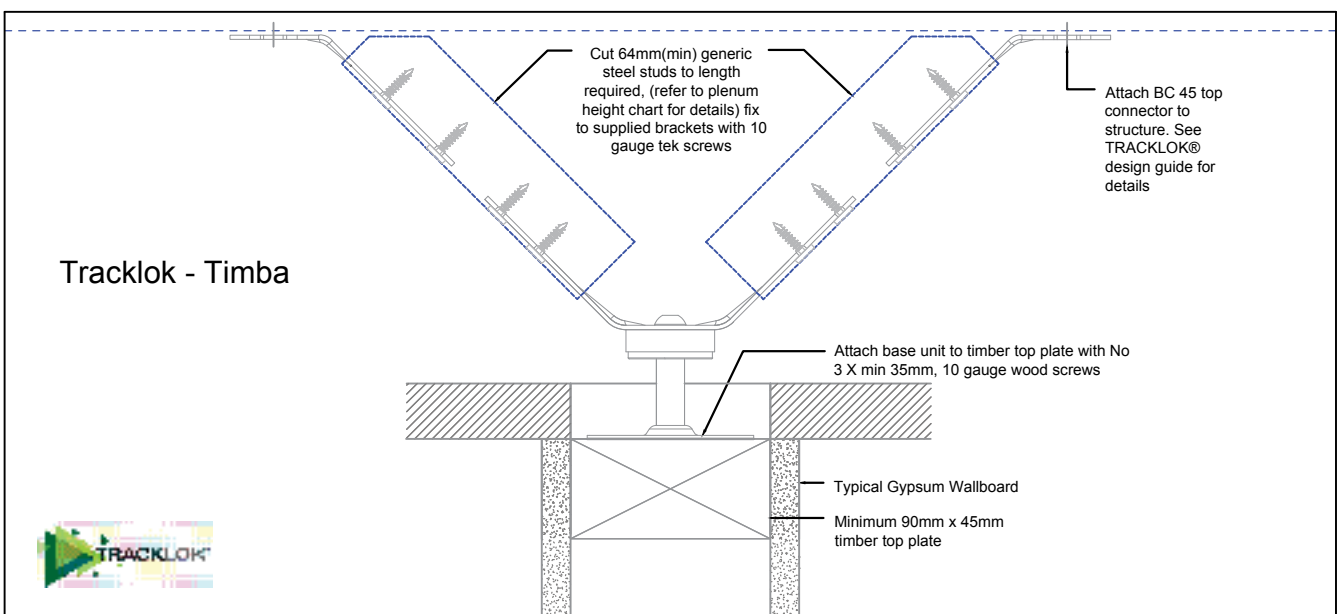 Cut 64mm(min) generic
steel studs to length
required, (refer to plenum
height chart for details) fix
to supplied brackets with 10
gauge tek screws
Attach BC 45 top
connector to
structure. See
TRACKLOK®
design guide for
details
Tracklok - Timba
Attach base unit to timber top plate with No
3 X min 35mm, 10 gauge wood screws
Typical Gypsum Wallboard
Minimum 90mm x 45mm
timber top plate
TRACKLOK™